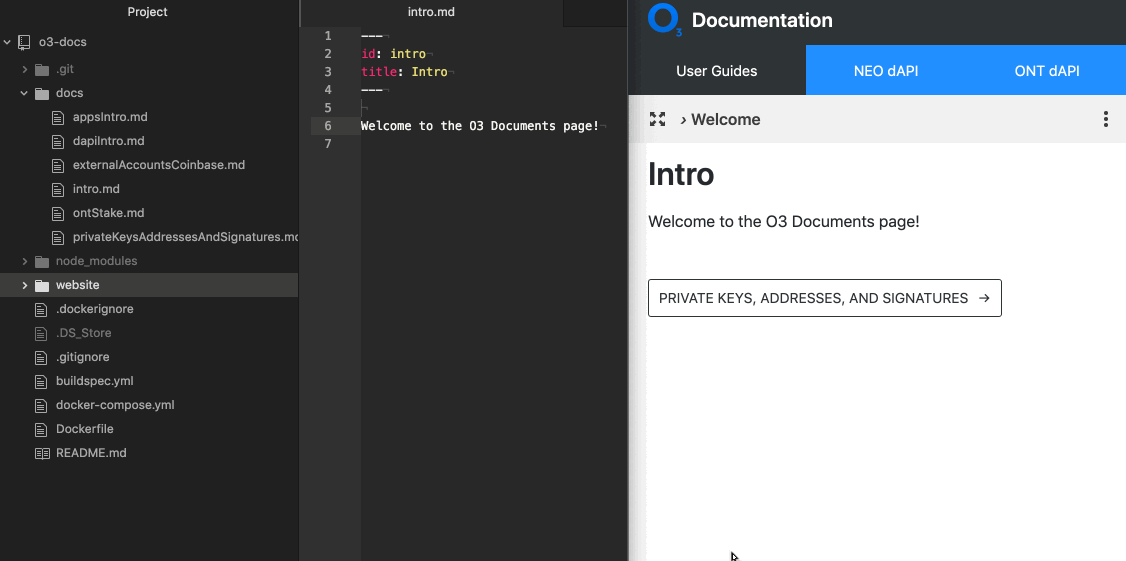 Project
o3-docs
.git
docs
appsIntro.md
dapiIntro.md
externalAccountsCoinbase.md
intro.md
ontStake.md
privateKeysAddressesAndSignatures.md
node_modules
website
.dockerignore
.DS_Store
.gitignore
buildspec.yml
docker-compose.yml
Dockerfile
README.md
intro.md
1 ---
2 id: intro
3 title: Intro
4 ---
5
6 Welcome to the O3 Documents page!
7
O3 Documentation
User Guides NEO dAPI ONT dAPI
› Welcome
Intro
Welcome to the O3 Documents page!
PRIVATE KEYS, ADDRESSES, AND SIGNATURES →